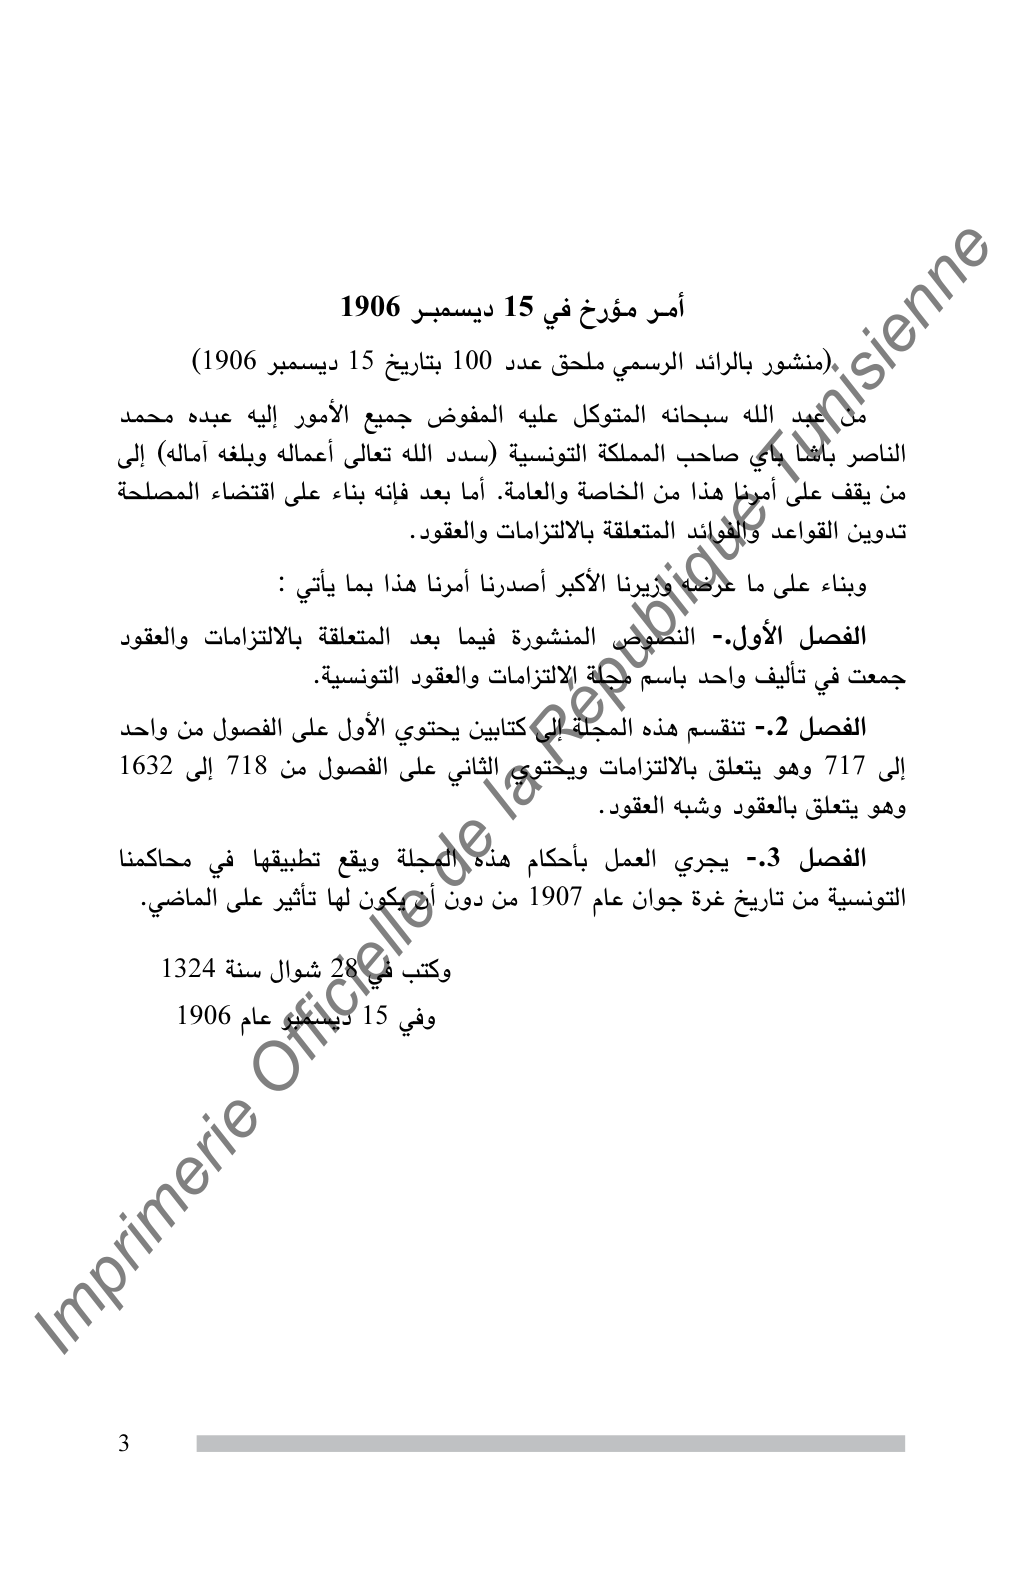 أمـر مـؤرخ في 15 ديسمبـر 1906
(منشور بالرائد الرسمي ملحق عدد 100 بتاريخ 15 ديسمبر 1906).
من عبد الله سبحانه المتوكل عليه المفوض جميع الأمور إليه عبده محمد
الناصر باشا باي صاحب المملكة التونسية (سدد الله تعالى أعماله وبلغه آماله) إلى
من يقف على أمرنا هذا من الخاصة والعامة. أما بعد فإنه بناء على اقتضاء المصلحة
تدوين القواعد والفوائد المتعلقة بالالتزامات والعقود.
وبناء على ما عرضه وزيرنا الأكبر أصدرنا أمرنا هذا بما يأتي :
الفصل الأول.- النصوص المنشورة فيما بعد المتعلقة بالالتزامات والعقود
جمعت في تأليف واحد باسم مجلة الالتزامات والعقود التونسية.
الفصل 2.- تنقسم هذه المجلة إلى كتابين يحتوي الأول على الفصول من واحد
إلى 717 وهو يتعلق بالالتزامات ويحتوي الثاني على الفصول من 718 إلى 1632
وهو يتعلق بالعقود وشبه العقود.
الفصل 3.- يجري العمل بأحكام هذه المجلة ويقع تطبيقها في محاكمنا
التونسية من تاريخ غرة جوان عام 1907 من دون أن يكون لها تأثير على الماضي.
وكتب في 28 شوال سنة 1324
وفي 15 ديسمبر عام 1906
Imprimerie Officielle de la République Tunisienne
3